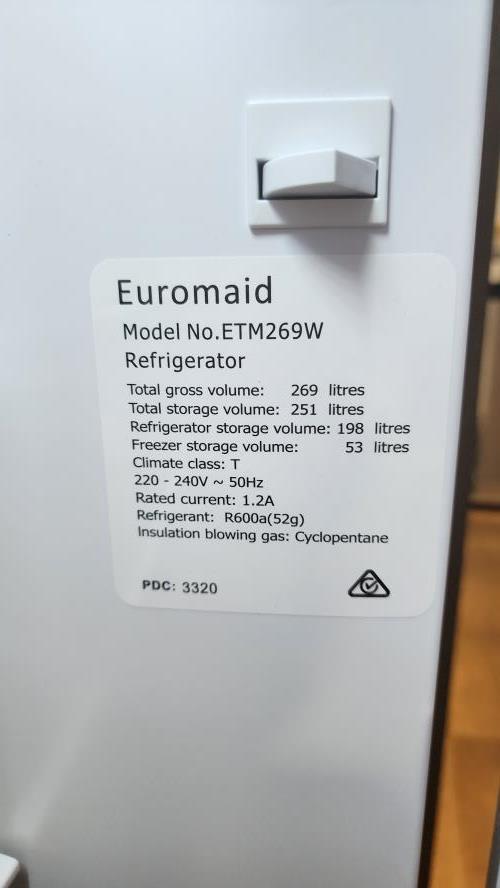 Euromaid
Model No.ETM269W
Refrigerator
Total gross volume: 269 litres
Total storage volume: 251 litres
Refrigerator storage volume: 198 litres
Freezer storage volume: 53 litres
Climate class: T
220 - 240V ~ 50Hz
Rated current: 1.2A
Refrigerant: R600a(52g)
Insulation blowing gas: Cyclopentane
PDC: 3320